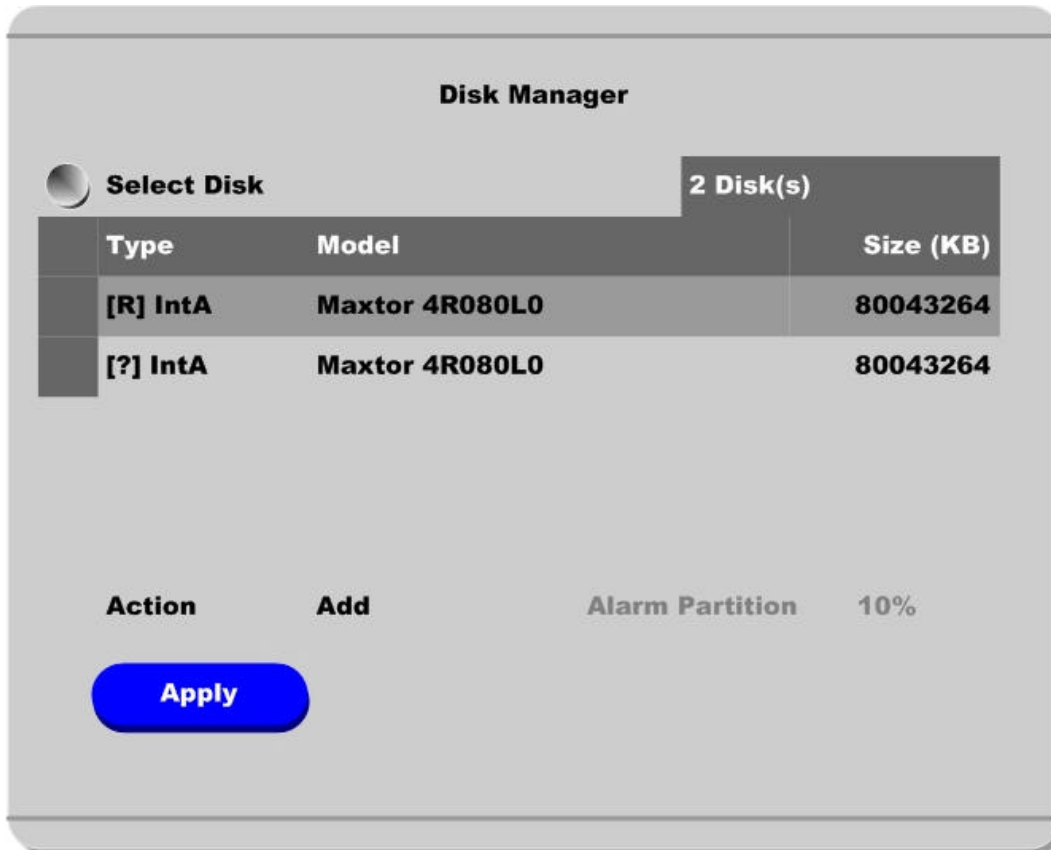 Disk Manager
Select Disk 2 Disk(s)
Type Model Size (KB)
[R] IntA Maxtor 4R080L0 80043264
[?] IntA Maxtor 4R080L0 80043264
Action Add Alarm Partition 10%
Apply